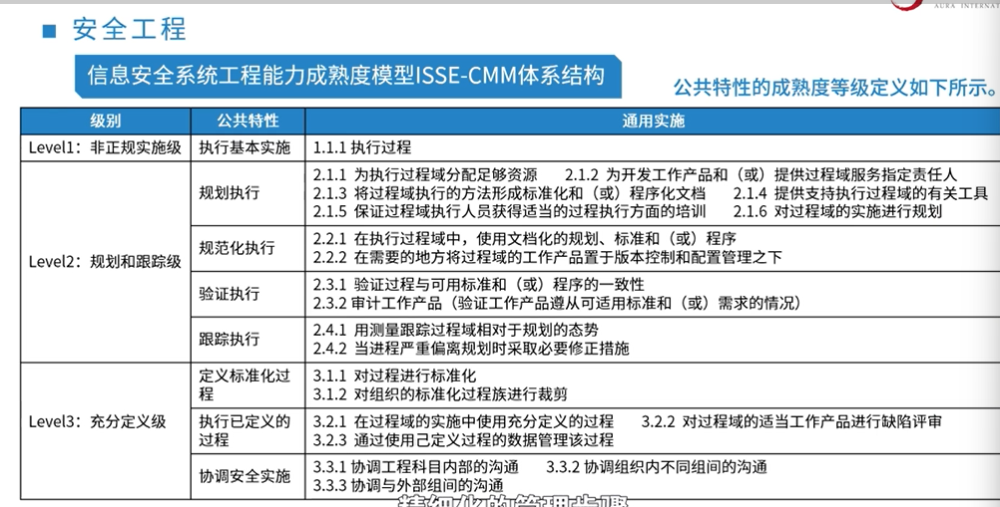 AURA INTERNAT
安全工程
信息安全系统工程能力成熟度模型ISSE-CMM体系结构
公共特性的成熟度等级定义如下所示。
级别 公共特性 通用实施
Level1：非正规实施级 执行基本实施 1.1.1 执行过程
Level2：规划和跟踪级
规划执行
2.1.1 为执行过程域分配足够资源 2.1.2 为开发工作产品和（或）提供过程域服务指定责任人
2.1.3 将过程域执行的方法形成标准化和（或）程序化文档 2.1.4 提供支持执行过程域的有关工具
2.1.5 保证过程域执行人员获得适当的过程执行方面的培训 2.1.6 对过程域的实施进行规划
规范化执行
2.2.1 在执行过程域中，使用文档化的规划、标准和（或）程序
2.2.2 在需要的地方将过程域的工作产品置于版本控制和配置管理之下
验证执行
2.3.1 验证过程与可用标准和（或）程序的一致性
2.3.2 审计工作产品（验证工作产品遵从可适用标准和（或）需求的情况）
跟踪执行
2.4.1 用测量跟踪过程域相对于规划的态势
2.4.2 当进程严重偏离规划时采取必要修正措施
Level3：充分定义级
定义标准化过
程
3.1.1 对过程进行标准化
3.1.2 对组织的标准化过程族进行裁剪
执行已定义的
过程
3.2.1 在过程域的实施中使用充分定义的过程 3.2.2 对过程域的适当工作产品进行缺陷评审
3.2.3 通过使用己定义过程的数据管理该过程
协调安全实施
3.3.1 协调工程科目内部的沟通 3.3.2 协调组织内不同组间的沟通
3.3.3 协调与外部组间的沟通
精细化的管理步骤